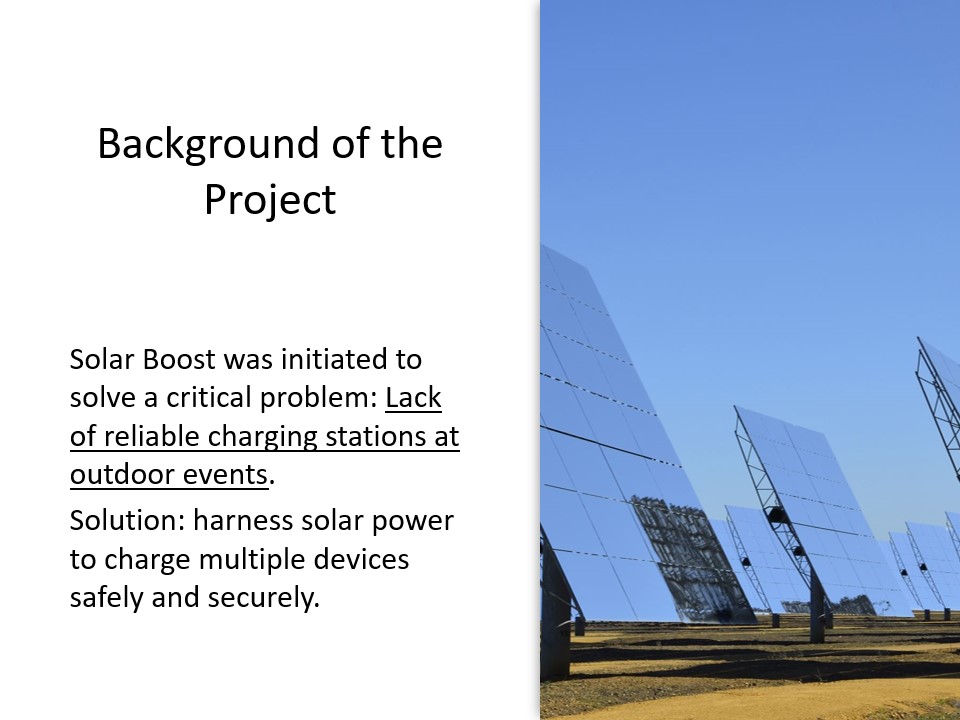 Background of the
Project
Solar Boost was initiated to
solve a critical problem: Lack
of reliable charging stations at
outdoor events.
Solution: harness solar power
to charge multiple devices
safely and securely.